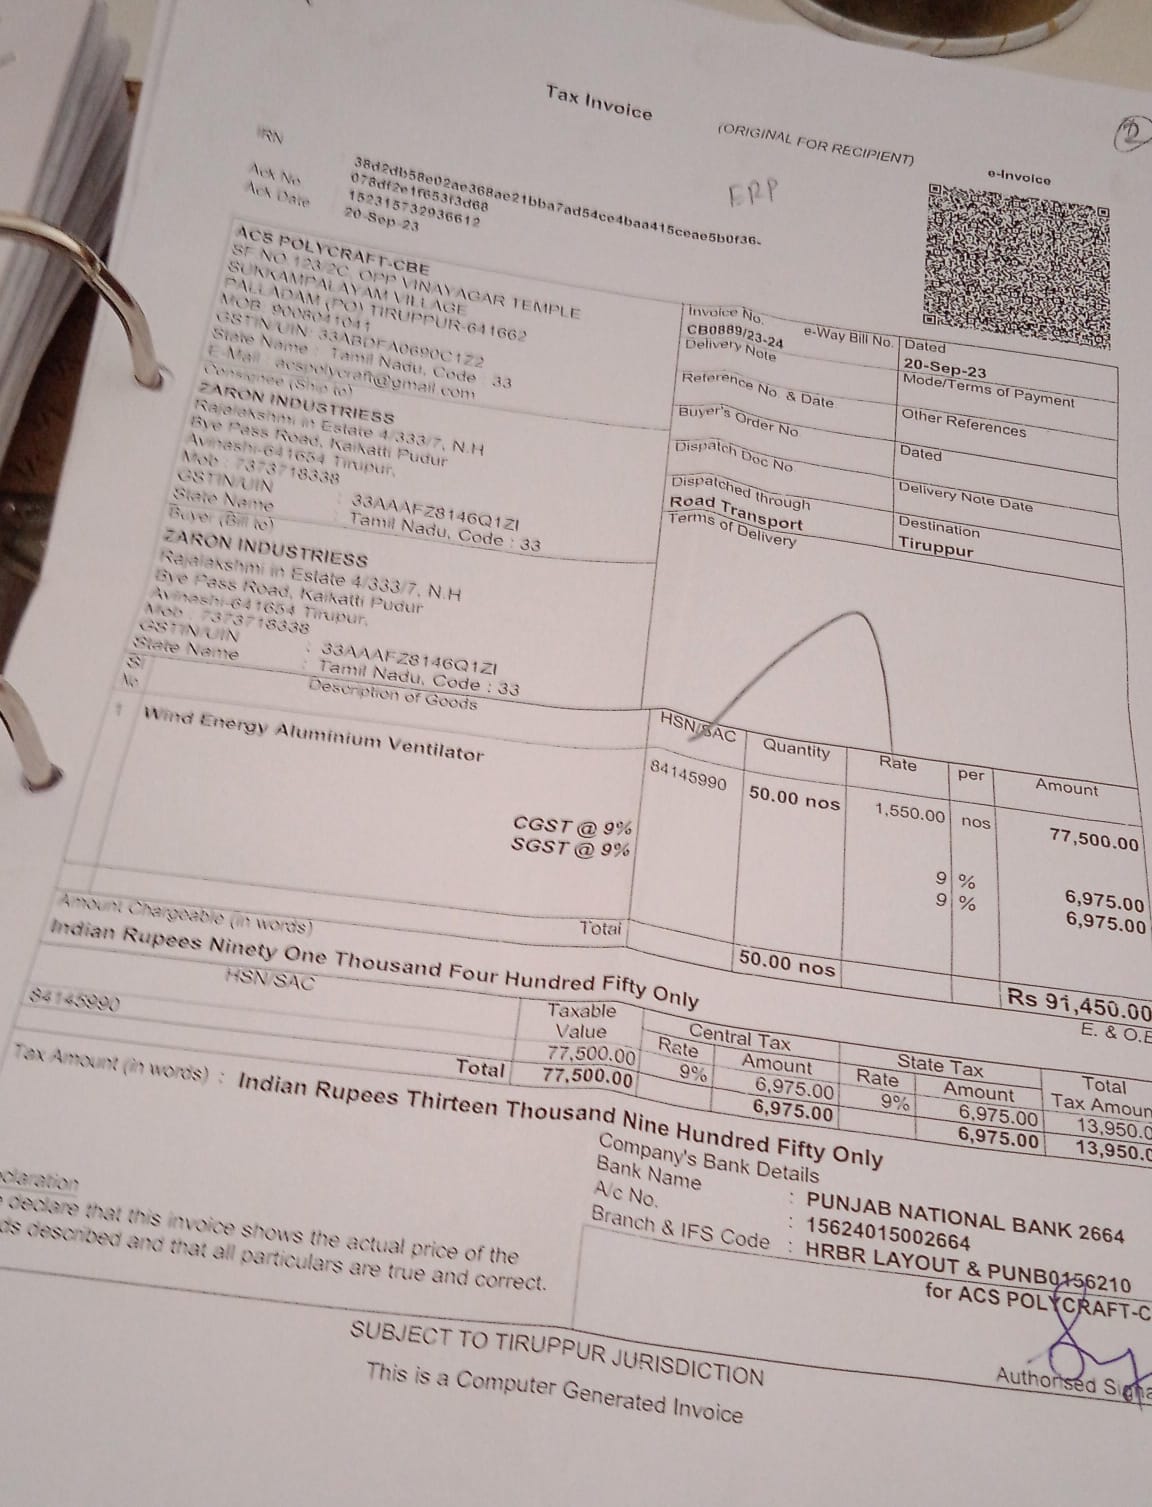 Tax Invoice
(ORIGINAL FOR RECIPIENT)
2
ERP
e-Invoice
IRN
38d2db58e02ae368ae21bba7ad54ce4baa415ceae5b0f36-
078df2e1f653f3d68
Ack No 152315732936612
Ack Date 20-Sep-23
ACS POLYCRAFT-CBE
SF NO 123/2C, OPP VINAYAGAR TEMPLE
SUKKAMPALAYAM VILLAGE
PALLADAM (PO) TIRUPPUR-641662
MOB: 9008041041
GSTIN/UIN: 33ABDFA0690C1Z2
State Name : Tamil Nadu, Code : 33
E-Mail : acspolycraft@gmail.com
Invoice No. e-Way Bill No. Dated
CB0889/23-24 20-Sep-23
Delivery Note Mode/Terms of Payment
Reference No. & Date Other References
Buyer's Order No Dated
Dispatch Doc No. Delivery Note Date
Dispatched through Destination
Road Transport Tiruppur
Terms of Delivery
Consignee (Ship to)
ZARON INDUSTRIESS
Rajalakshmi in Estate 4/333/7, N.H
Bye Pass Road, Kaikatti Pudur
Avineshi-641654 Tirupur,
Mob : 7373718338
GSTIN/UIN : 33AAAFZ8146Q1ZI
State Name : Tamil Nadu, Code : 33
Buyer (Bill to)
ZARON INDUSTRIESS
Rajalakshmi in Estate 4/333/7, N.H
Bye Pass Road, Kaikatti Pudur
Avineshi-641654 Tirupur,
Mob : 7373718338
GSTIN/UIN : 33AAAFZ8146Q1ZI
State Name : Tamil Nadu, Code : 33
Sl No Description of Goods HSN/SAC Quantity Rate per Amount
1 Wind Energy Aluminium Ventilator 84145990 50.00 nos 1,550.00 nos 77,500.00
CGST @ 9% 9 % 6,975.00
SGST @ 9% 9 % 6,975.00
Total 50.00 nos Rs 91,450.00
Amount Chargeable (in words) E. & O.E
Indian Rupees Ninety One Thousand Four Hundred Fifty Only
HSN/SAC Taxable Value Central Tax State Tax Total
Rate Amount Rate Amount Tax Amoun
84145990 77,500.00 9% 6,975.00 9% 6,975.00 13,950.0
Total 77,500.00 6,975.00 6,975.00 13,950.0
Tax Amount (in words) : Indian Rupees Thirteen Thousand Nine Hundred Fifty Only
Company's Bank Details
Bank Name : PUNJAB NATIONAL BANK 2664
A/c No. : 15624015002664
Branch & IFS Code : HRBR LAYOUT & PUNB0156210
claration
declare that this invoice shows the actual price of the
ds described and that all particulars are true and correct.
for ACS POLYCRAFT-C
Authorised Signa
SUBJECT TO TIRUPPUR JURISDICTION
This is a Computer Generated Invoice